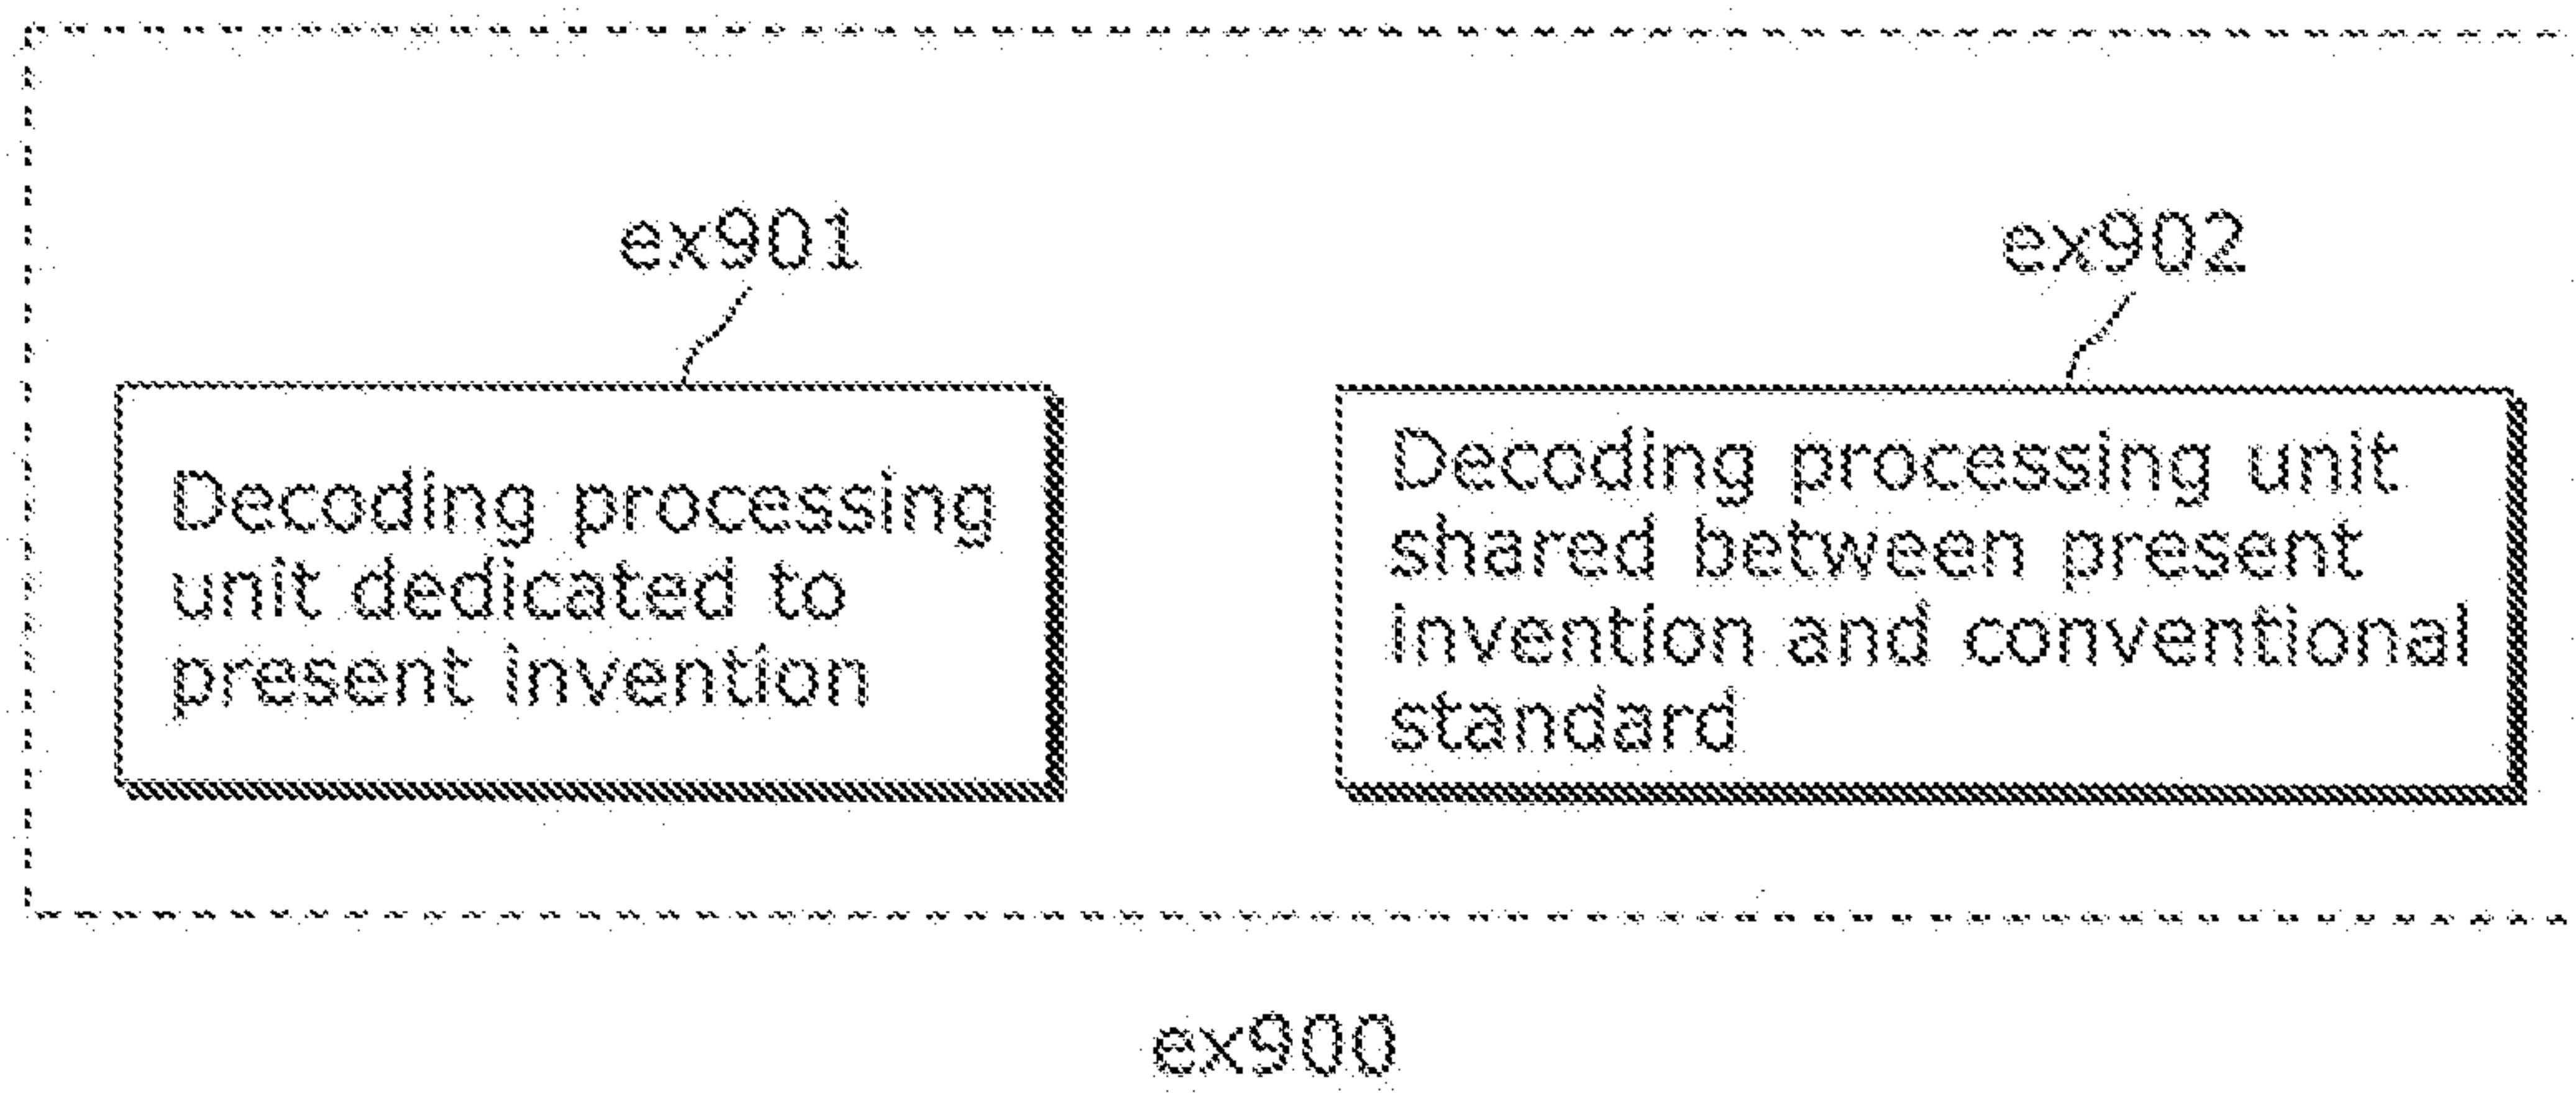 ex901
ex902
Decoding processing
unit dedicated to
present invention
Decoding processing unit
shared between present
invention and conventional
standard
ex900